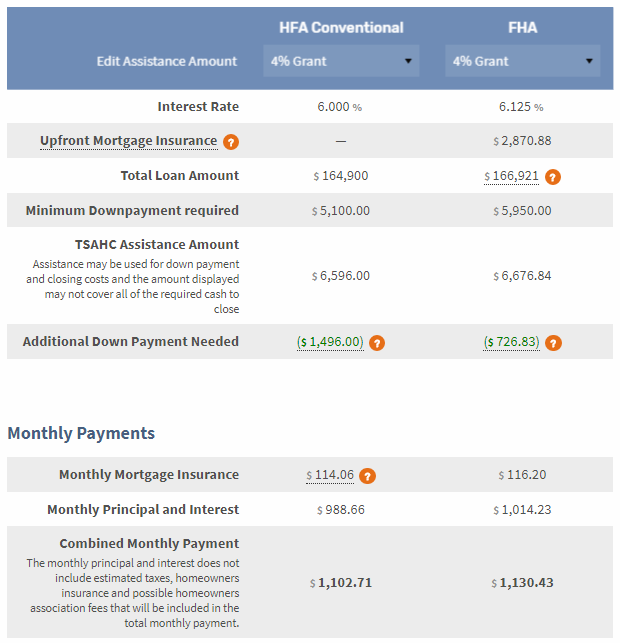 HFA Conventional FHA
Edit Assistance Amount 4% Grant 4% Grant
Interest Rate 6.000 % 6.125 %
Upfront Mortgage Insurance ? — $ 2,870.88
Total Loan Amount $ 164,900 $ 166,921 ?
Minimum Downpayment required $ 5,100.00 $ 5,950.00
TSAHC Assistance Amount
Assistance may be used for down payment
and closing costs and the amount displayed
may not cover all of the required cash to
close
$ 6,596.00 $ 6,676.84
Additional Down Payment Needed ($ 1,496.00) ? ($ 726.83) ?
Monthly Payments
Monthly Mortgage Insurance $ 114.06 ? $ 116.20
Monthly Principal and Interest $ 988.66 $ 1,014.23
Combined Monthly Payment
The monthly principal and interest does not
include estimated taxes, homeowners
insurance and possible homeowners
association fees that will be included in the
total monthly payment.
$ 1,102.71 $ 1,130.43